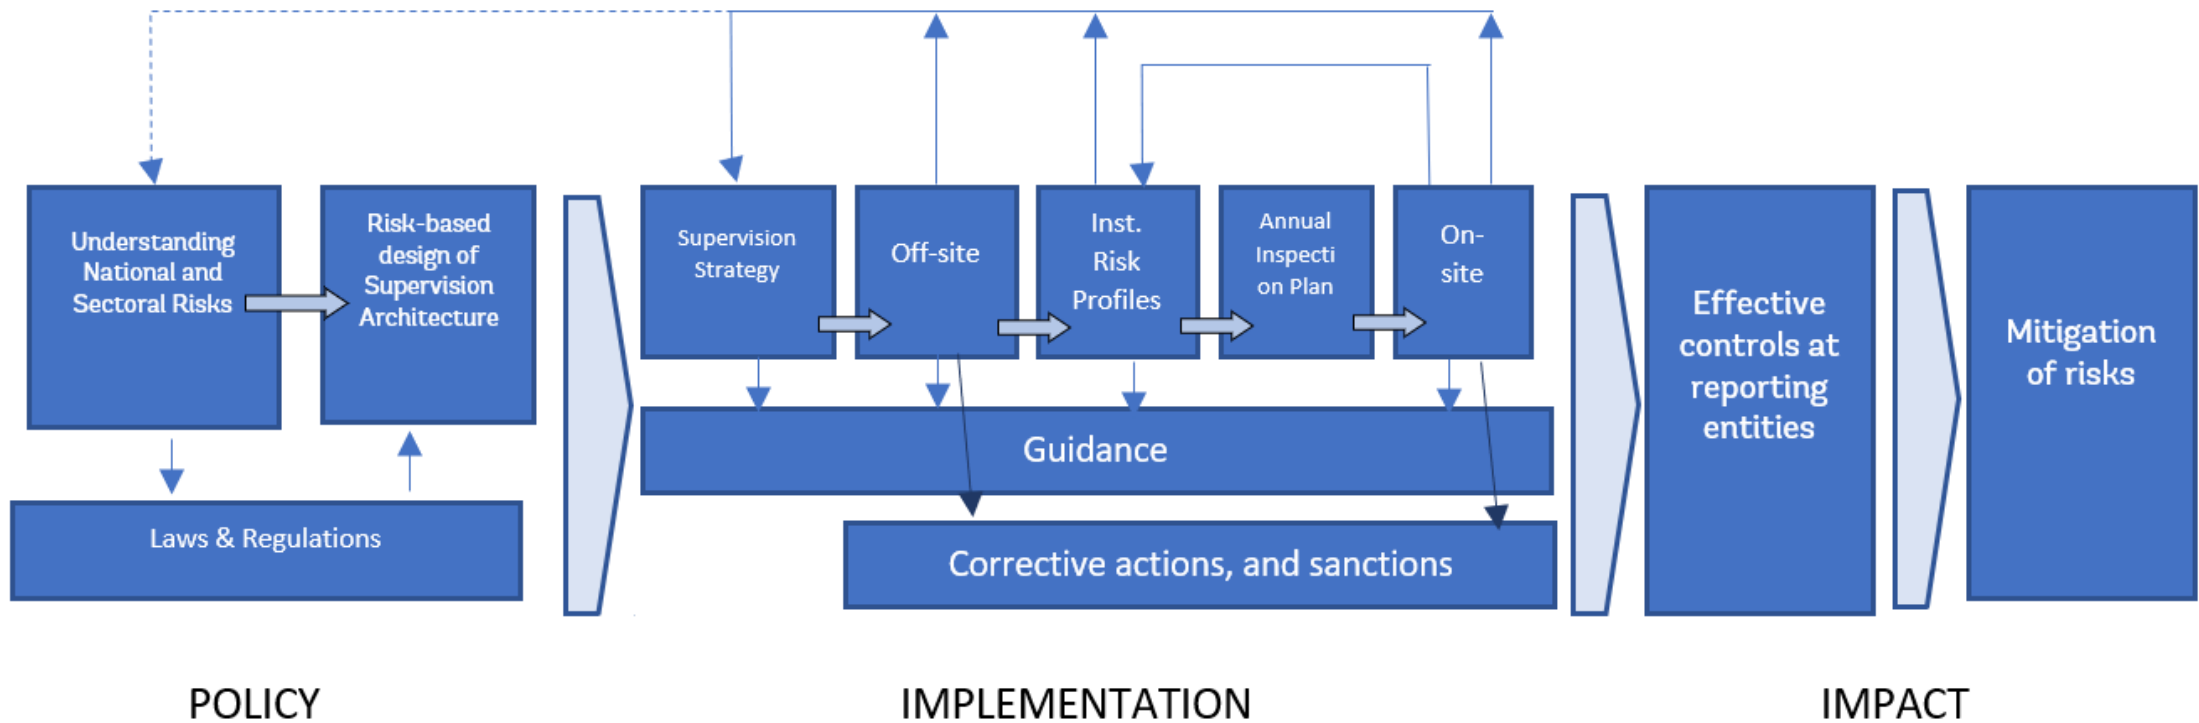 Understanding
National and
Sectoral Risks
Risk-based
design of
Supervision
Architecture
Laws & Regulations
Supervision
Strategy
Off-site
Inst.
Risk
Profiles
Annual
Inspecti
on Plan
On-
site
Guidance
Corrective actions, and sanctions
Effective
controls at
reporting
entities
Mitigation
of risks
POLICY
IMPLEMENTATION
IMPACT